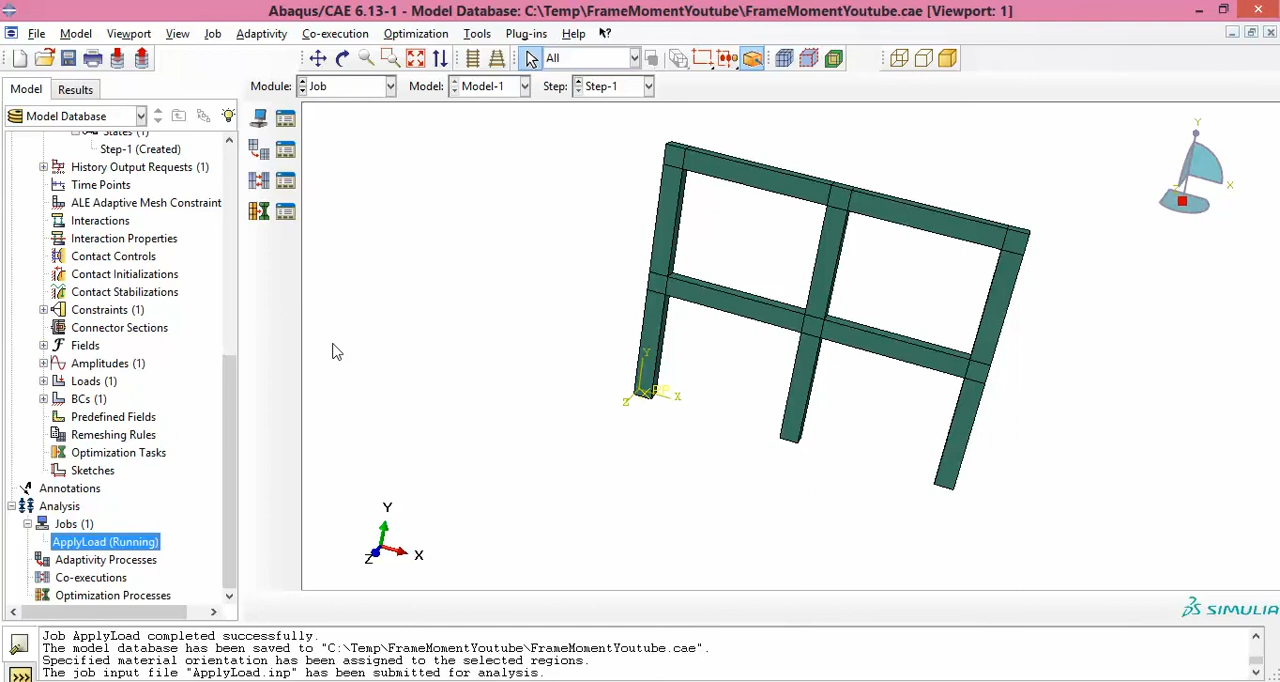 Abaqus/CAE 6.13-1 - Model Database: C:\Temp\FrameMomentYoutube\FrameMomentYoutube.cae [Viewport: 1]
File Model Viewport View Job Adaptivity Co-execution Optimization Tools Plug-ins Help
All
Model Results Module: Job Model: Model-1 Step: Step-1
Model Database
States (1)
Step-1 (Created)
History Output Requests (1)
Time Points
ALE Adaptive Mesh Constraint
Interactions
Interaction Properties
Contact Controls
Contact Initializations
Contact Stabilizations
Constraints (1)
Connector Sections
Fields
Amplitudes (1)
Loads (1)
BCs (1)
Predefined Fields
Remeshing Rules
Optimization Tasks
Sketches
Annotations
Analysis
Jobs (1)
ApplyLoad (Running)
Adaptivity Processes
Co-executions
Optimization Processes
Y
X
Z
Y
Z
X
Y
Z
X
SIMULIA
Job ApplyLoad completed successfully.
The model database has been saved to "C:\Temp\FrameMomentYoutube\FrameMomentYoutube.cae".
Specified material orientation has been assigned to the selected regions.
The job input file "ApplyLoad.inp" has been submitted for analysis.
>>>